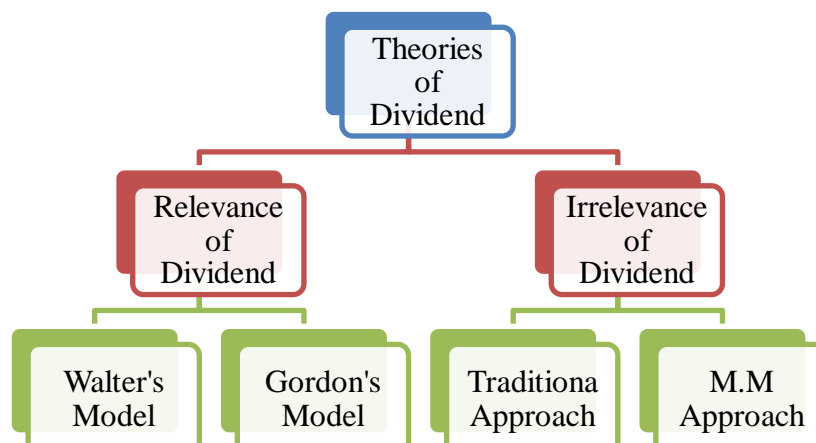 Theories
of
Dividend
Relevance
of
Dividend
Irrelevance
of
Dividend
Walter's
Model
Gordon's
Model
Traditiona
Approach
M.M
Approach